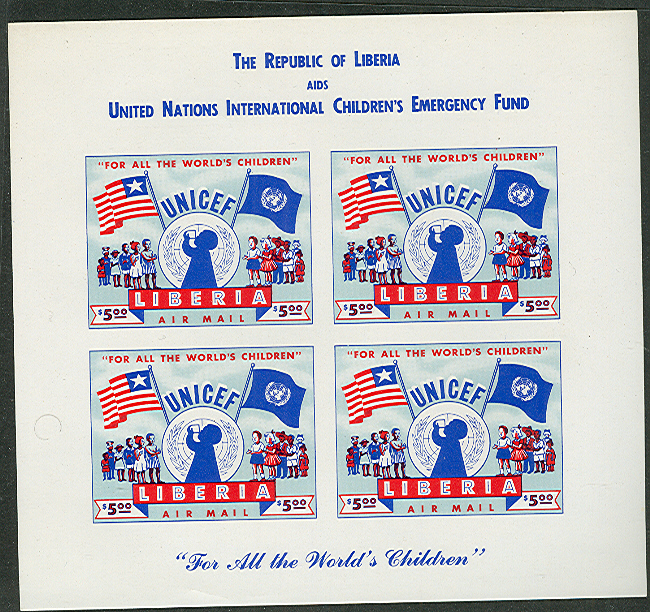 THE REPUBLIC OF LIBERIA
AIDS
UNITED NATIONS INTERNATIONAL CHILDREN'S EMERGENCY FUND
"FOR ALL THE WORLD'S CHILDREN"
UNICEF
LIBERIA
$5.00 $5.00
AIR MAIL
"FOR ALL THE WORLD'S CHILDREN"
UNICEF
LIBERIA
$5.00 $5.00
AIR MAIL
"FOR ALL THE WORLD'S CHILDREN"
UNICEF
LIBERIA
$5.00 $5.00
AIR MAIL
"FOR ALL THE WORLD'S CHILDREN"
UNICEF
LIBERIA
$5.00 $5.00
AIR MAIL
"For All the World's Children"